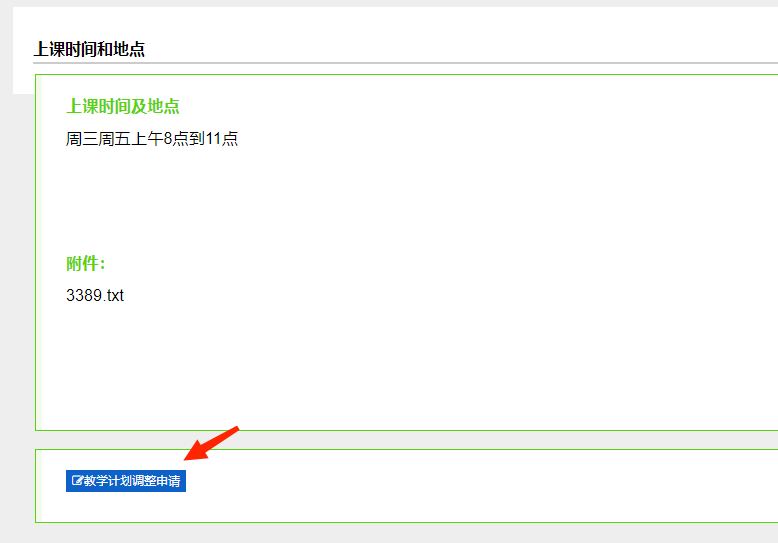 上课时间和地点
上课时间及地点
周三周五上午8点到11点
附件：
3389.txt
教学计划调整申请